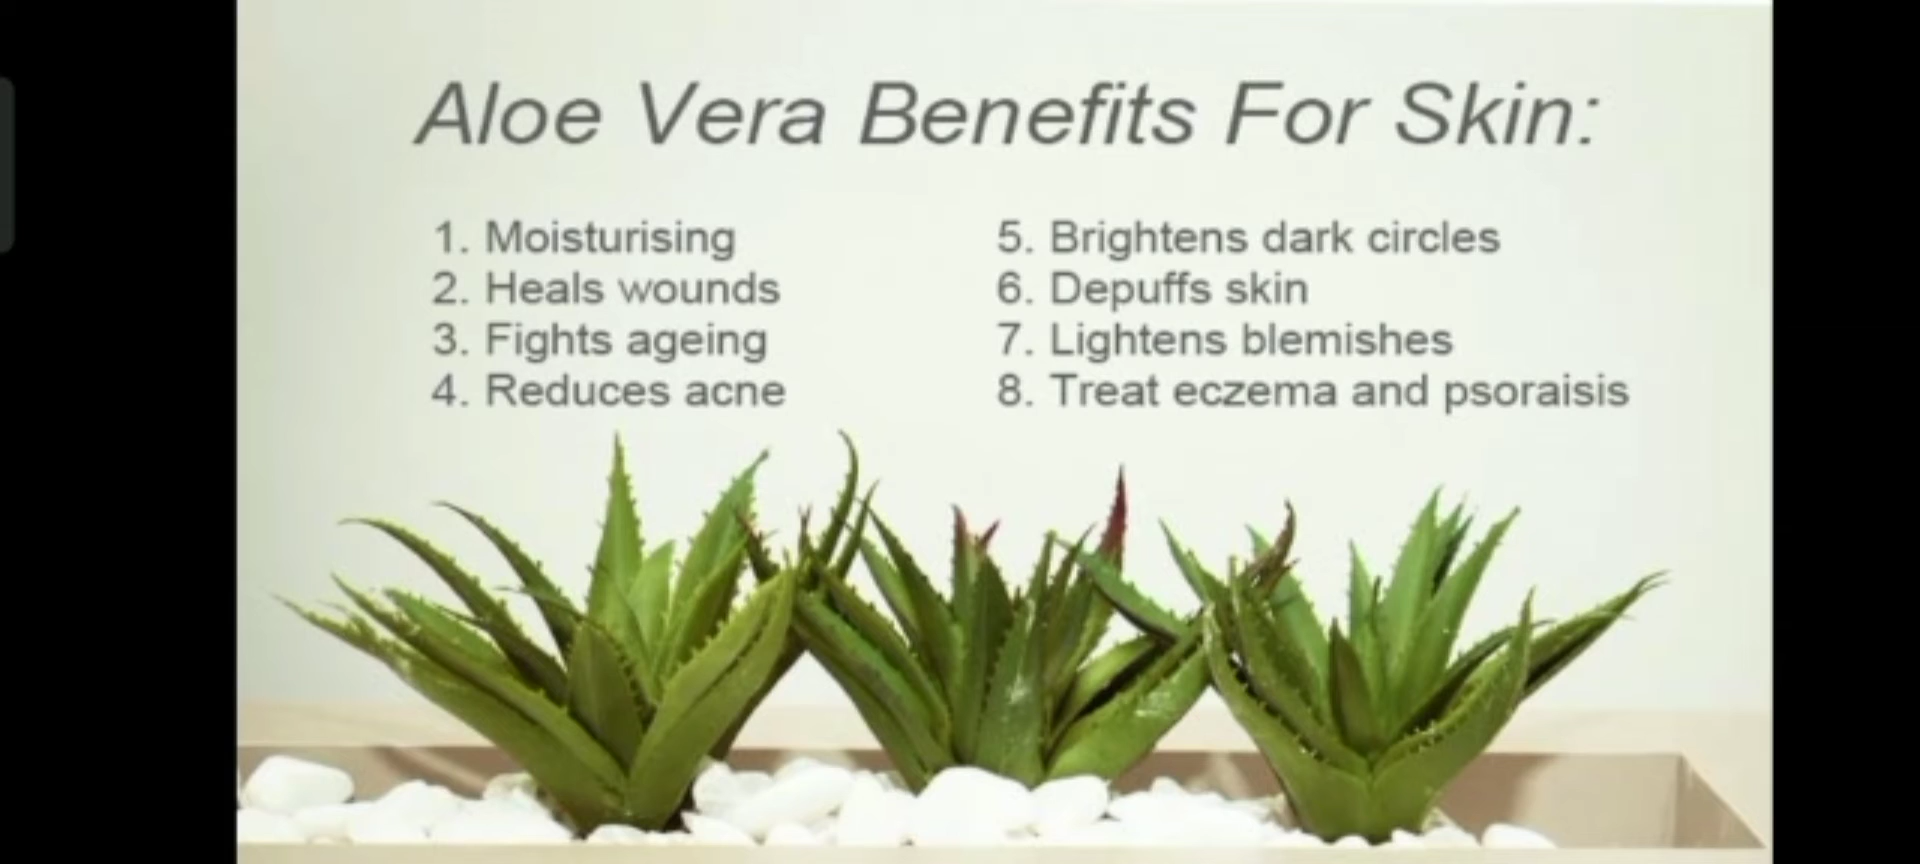 Aloe Vera Benefits For Skin:
1. Moisturising
2. Heals wounds
3. Fights ageing
4. Reduces acne
5. Brightens dark circles
6. Depuffs skin
7. Lightens blemishes
8. Treat eczema and psoraisis